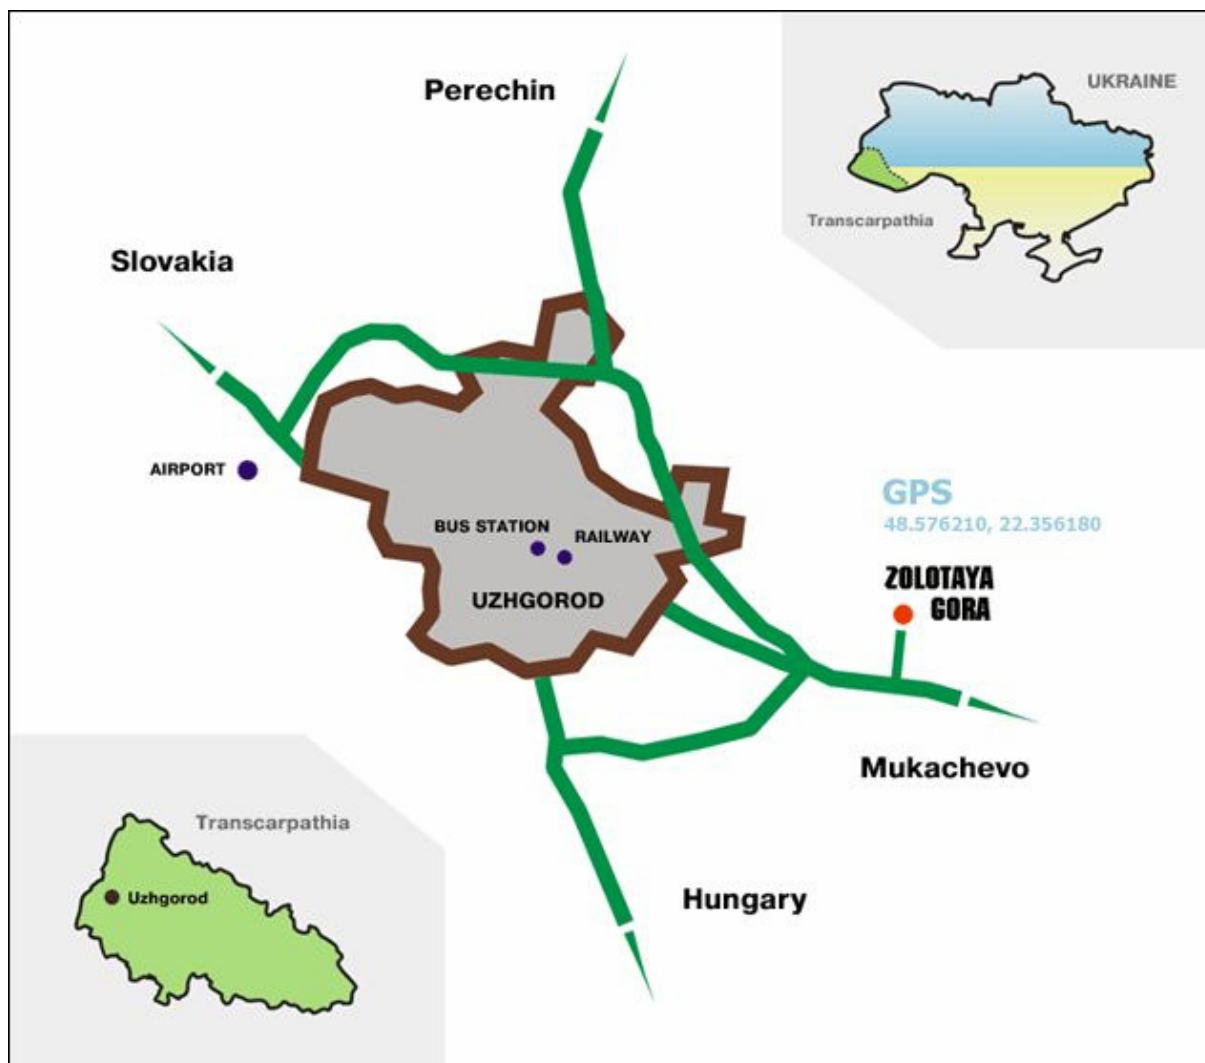 Perechin
UKRAINE
Transcarpathia
Slovakia
AIRPORT
GPS
48.576210, 22.356180
BUS STATION
RAILWAY
UZHGOROD
ZOLOTAYA
GORA
Mukachevo
Transcarpathia
Uzhgorod
Hungary